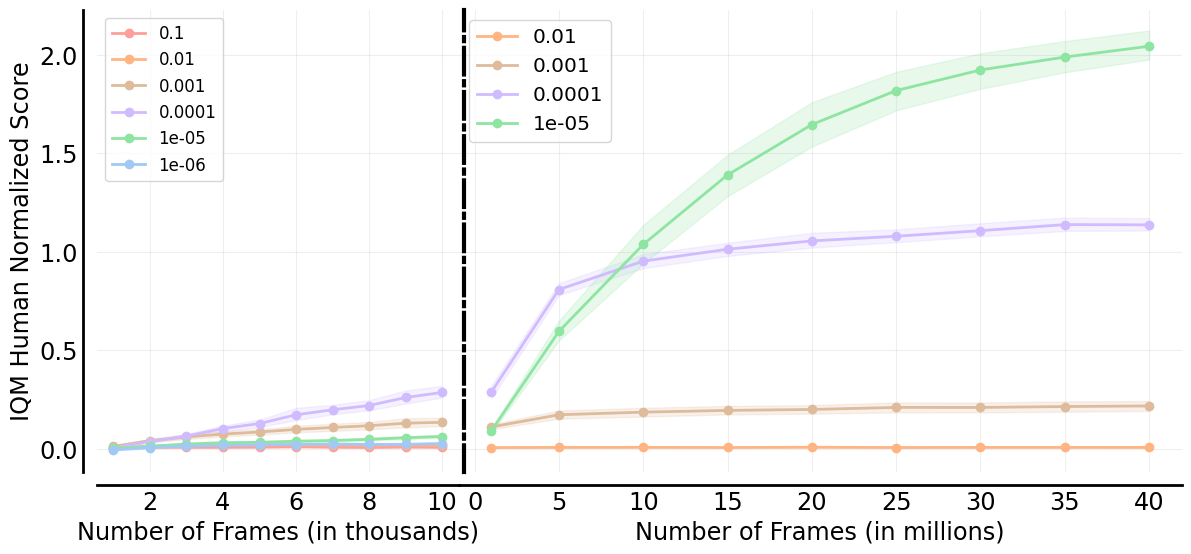 IQM Human Normalized Score
2.0
1.5
1.0
0.5
0.0
0.1
0.01
0.001
0.0001
1e-05
1e-06
0.01
0.001
0.0001
1e-05
2 4 6 8 10
0 5 10 15 20 25 30 35 40
Number of Frames (in thousands)
Number of Frames (in millions)